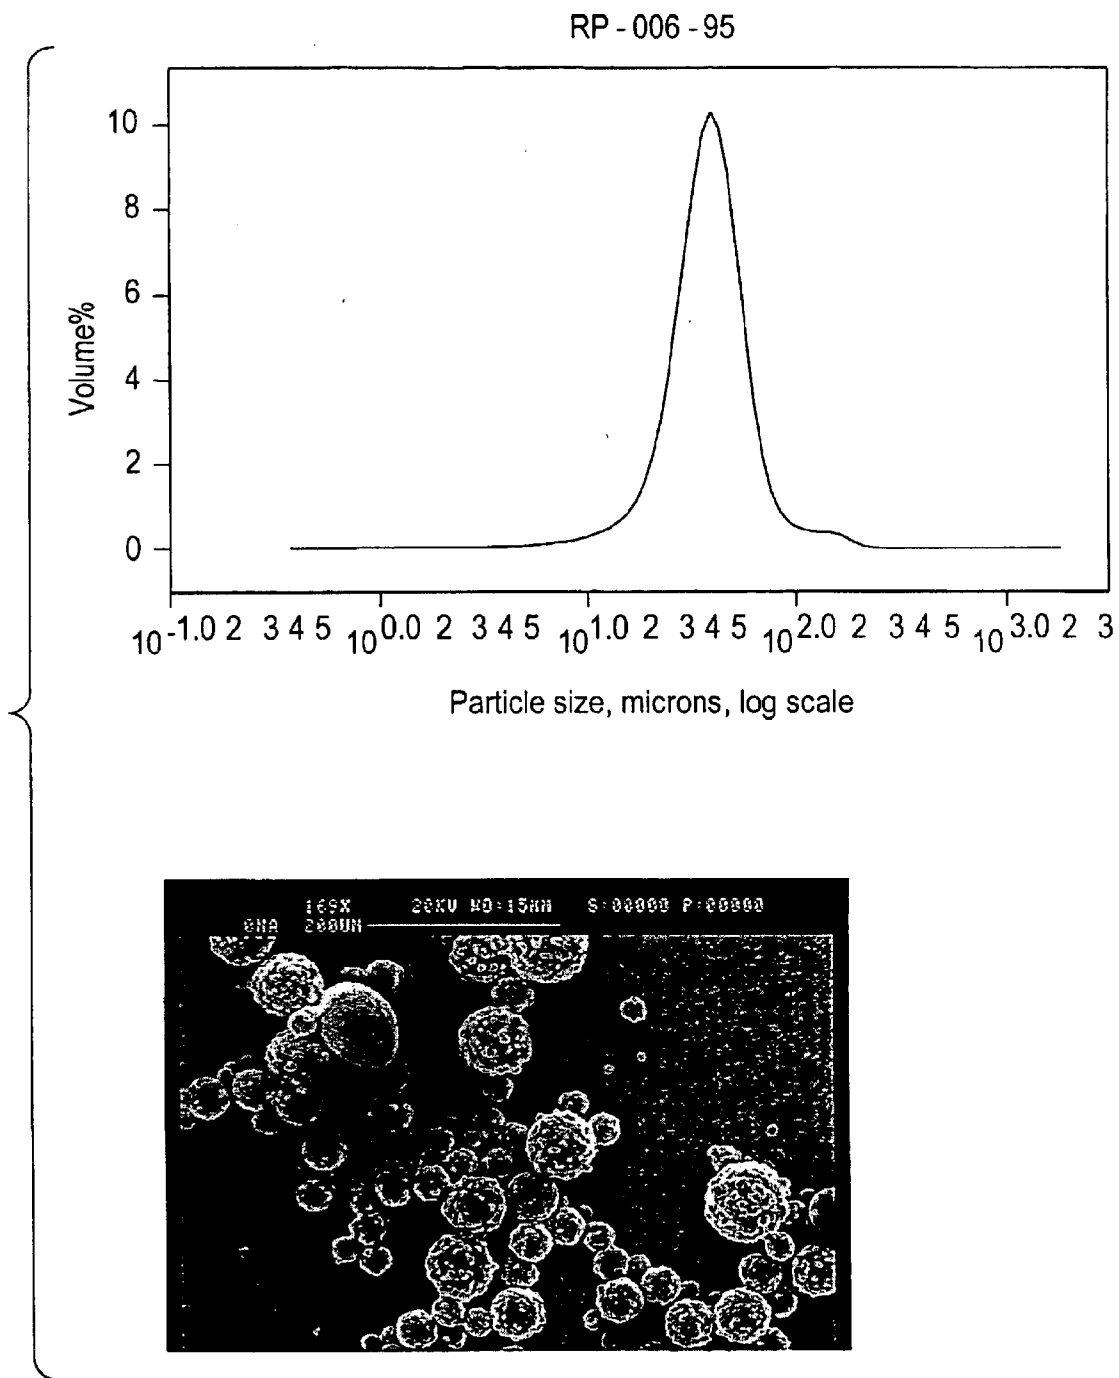 RP - 006 - 95
Volume%
10
8
6
4
2
0
10-1.0 2 3 4 5 100.0 2 3 4 5 101.0 2 3 4 5 102.0 2 3 4 5 103.0 2 3
Particle size, microns, log scale
169X 20KV WD:15MM S:00000 P:00000
200UM